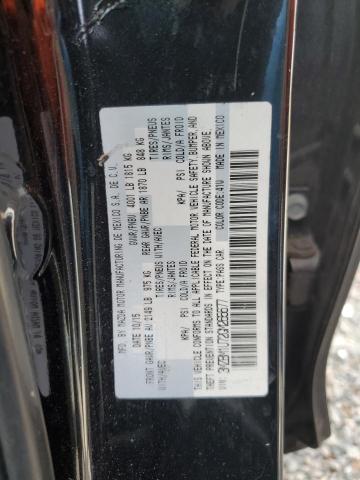 MFD. BY MAZDA MOTOR MANUFACTURING DE MEXICO S.A. DE C.V.
10/15 GVWR/PNBV 4001 LB 1815 KG
FRONT GAWR/PNBE AV 2149 LB 975 KG REAR GAWR/PNBE AR 1870 LB 848 KG
WITH/AVEC TIRES/PNEUS WITH/AVEC TIRES/PNEUS
RIMS/JANTES RIMS/JANTES
KPA/ PSI COLD/A FROID KPA/ PSI COLD/A FROID
THIS VEHICLE CONFORMS TO ALL APPLICABLE FEDERAL MOTOR VEHICLE SAFETY, BUMPER, AND
THEFT PREVENTION STANDARDS IN EFFECT ON THE DATE OF MANUFACTURE SHOWN ABOVE.
TYPE: PASS CAR COLOR CODE: 41W MADE IN MEXICO
VIN: